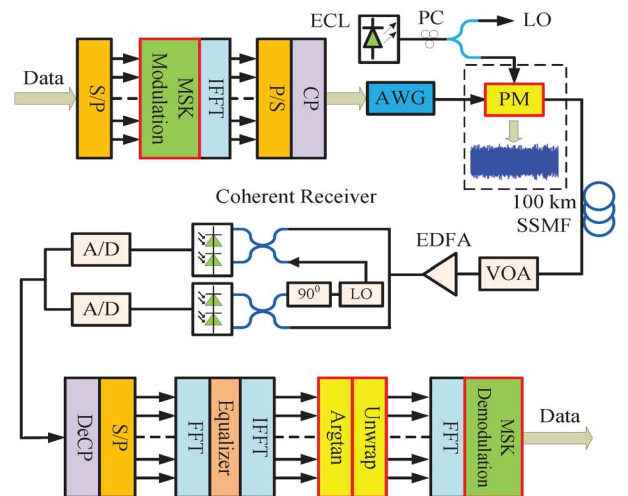 ECL
PC
LO
Data
S/P
MSK
Modulation
IFFT
P/S
CP
AWG
PM
100 km
SSMF
Coherent Receiver
EDFA
VOA
A/D
A/D
90⁰
LO
DeCP
S/P
FFT
Equalizer
IFFT
Argtan
Unwrap
FFT
MSK
Demodulation
Data